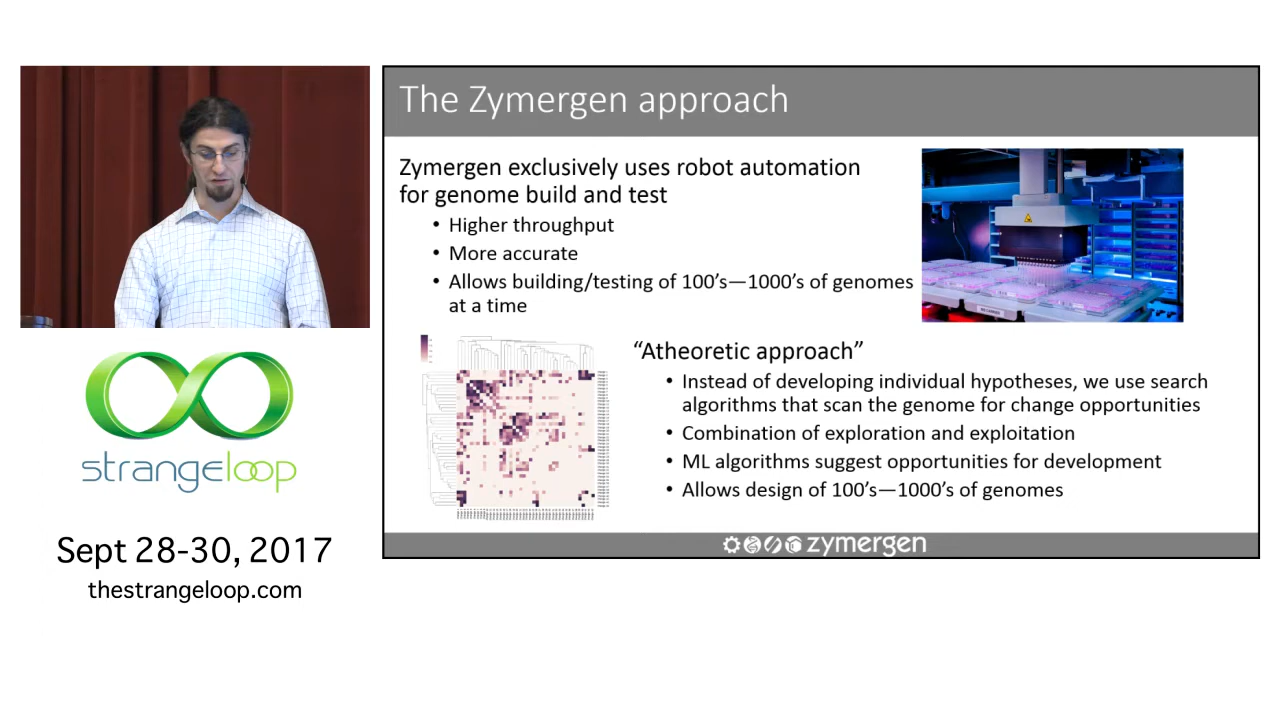 The Zymergen approach
Zymergen exclusively uses robot automation
for genome build and test
• Higher throughput
• More accurate
• Allows building/testing of 100's—1000's of genomes
at a time
“Atheoretic approach”
• Instead of developing individual hypotheses, we use search
algorithms that scan the genome for change opportunities
• Combination of exploration and exploitation
• ML algorithms suggest opportunities for development
• Allows design of 100's—1000's of genomes
zymergen
strangeloop
Sept 28-30, 2017
thestrangeloop.com